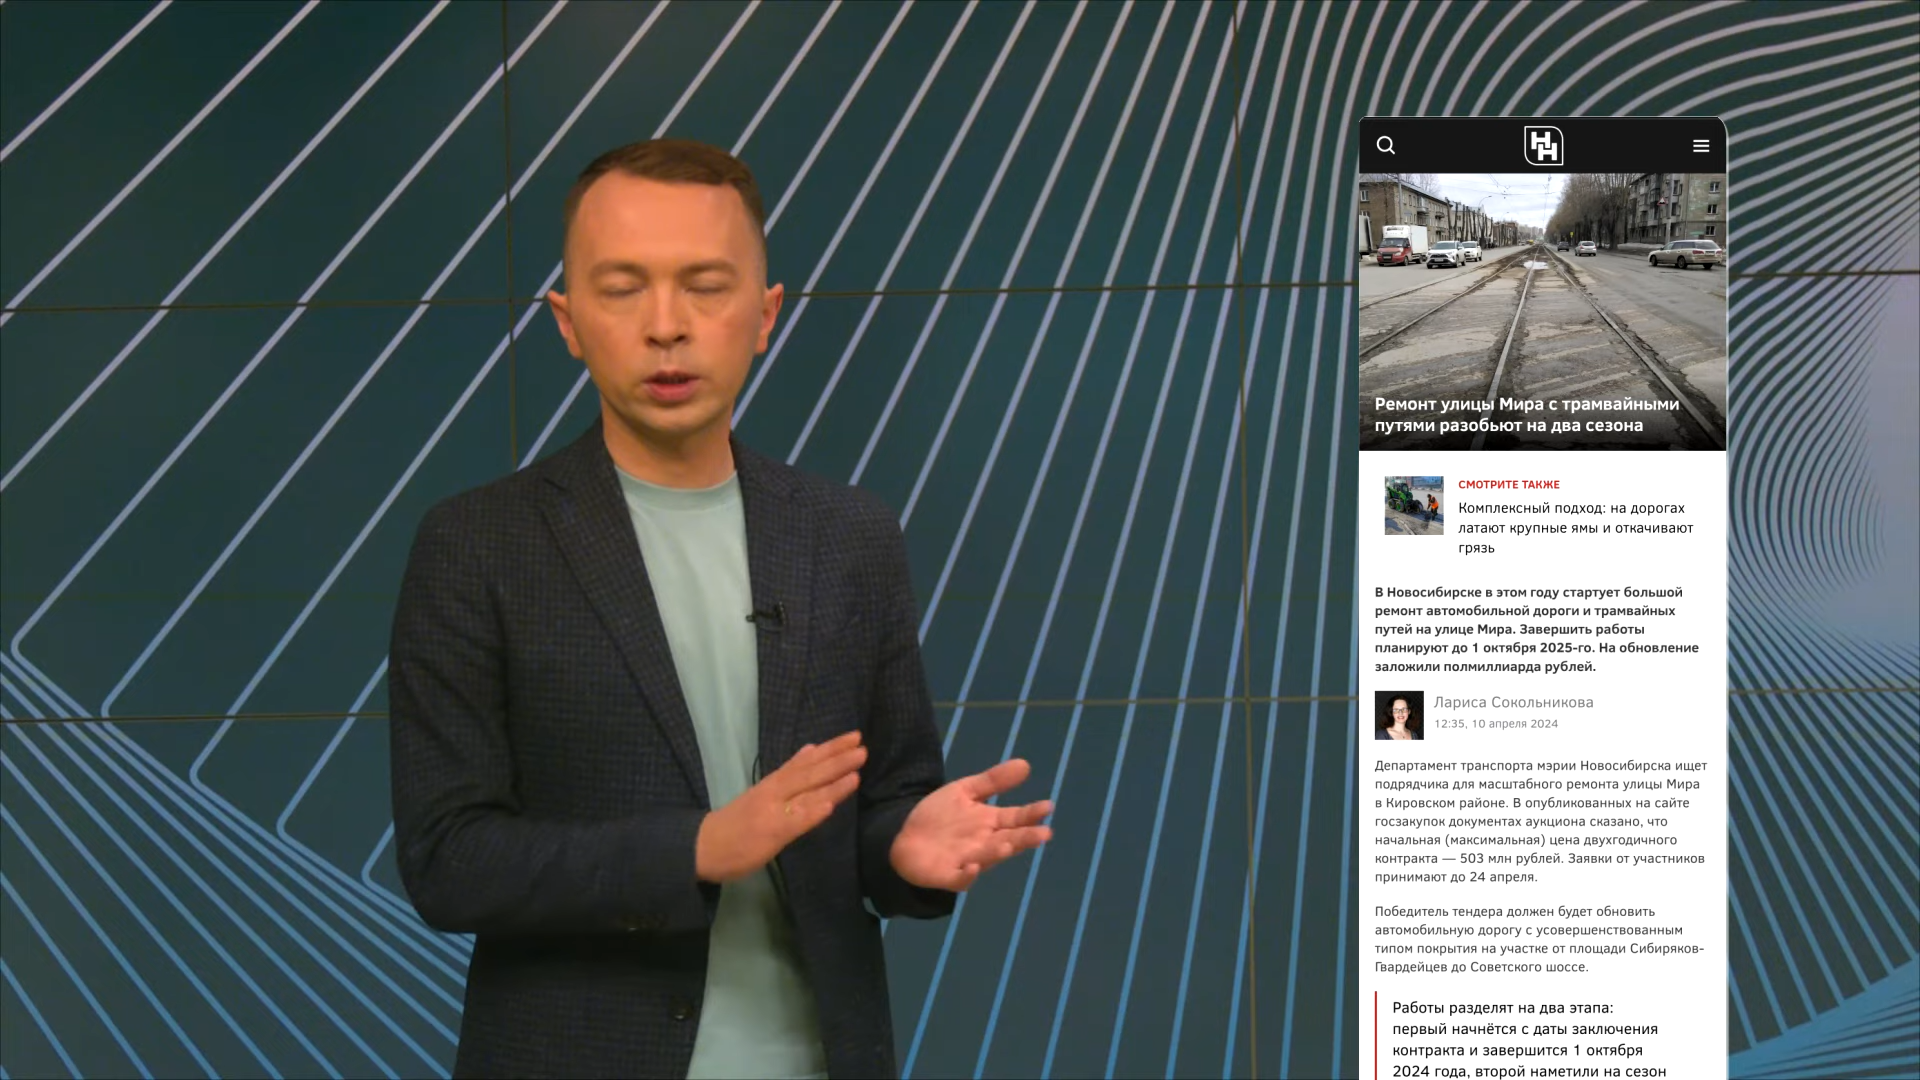 НН
Ремонт улицы Мира с трамвайными
путями разобьют на два сезона
СМОТРИТЕ ТАКЖЕ
Комплексный подход: на дорогах
латают крупные ямы и откачивают
грязь
В Новосибирске в этом году стартует большой
ремонт автомобильной дороги и трамвайных
путей на улице Мира. Завершить работы
планируют до 1 октября 2025-го. На обновление
заложили полмиллиарда рублей.
Лариса Сокольникова
12:35, 10 апреля 2024
Департамент транспорта мэрии Новосибирска ищет
подрядчика для масштабного ремонта улицы Мира
в Кировском районе. В опубликованных на сайте
госзакупок документах аукциона сказано, что
начальная (максимальная) цена двухгодичного
контракта — 503 млн рублей. Заявки от участников
принимают до 24 апреля.
Победитель тендера должен будет обновить
автомобильную дорогу с усовершенствованным
типом покрытия на участке от площади Сибиряков-
Гвардейцев до Советского шоссе.
Работы разделят на два этапа:
первый начнётся с даты заключения
контракта и завершится 1 октября
2024 года, второй наметили на сезон